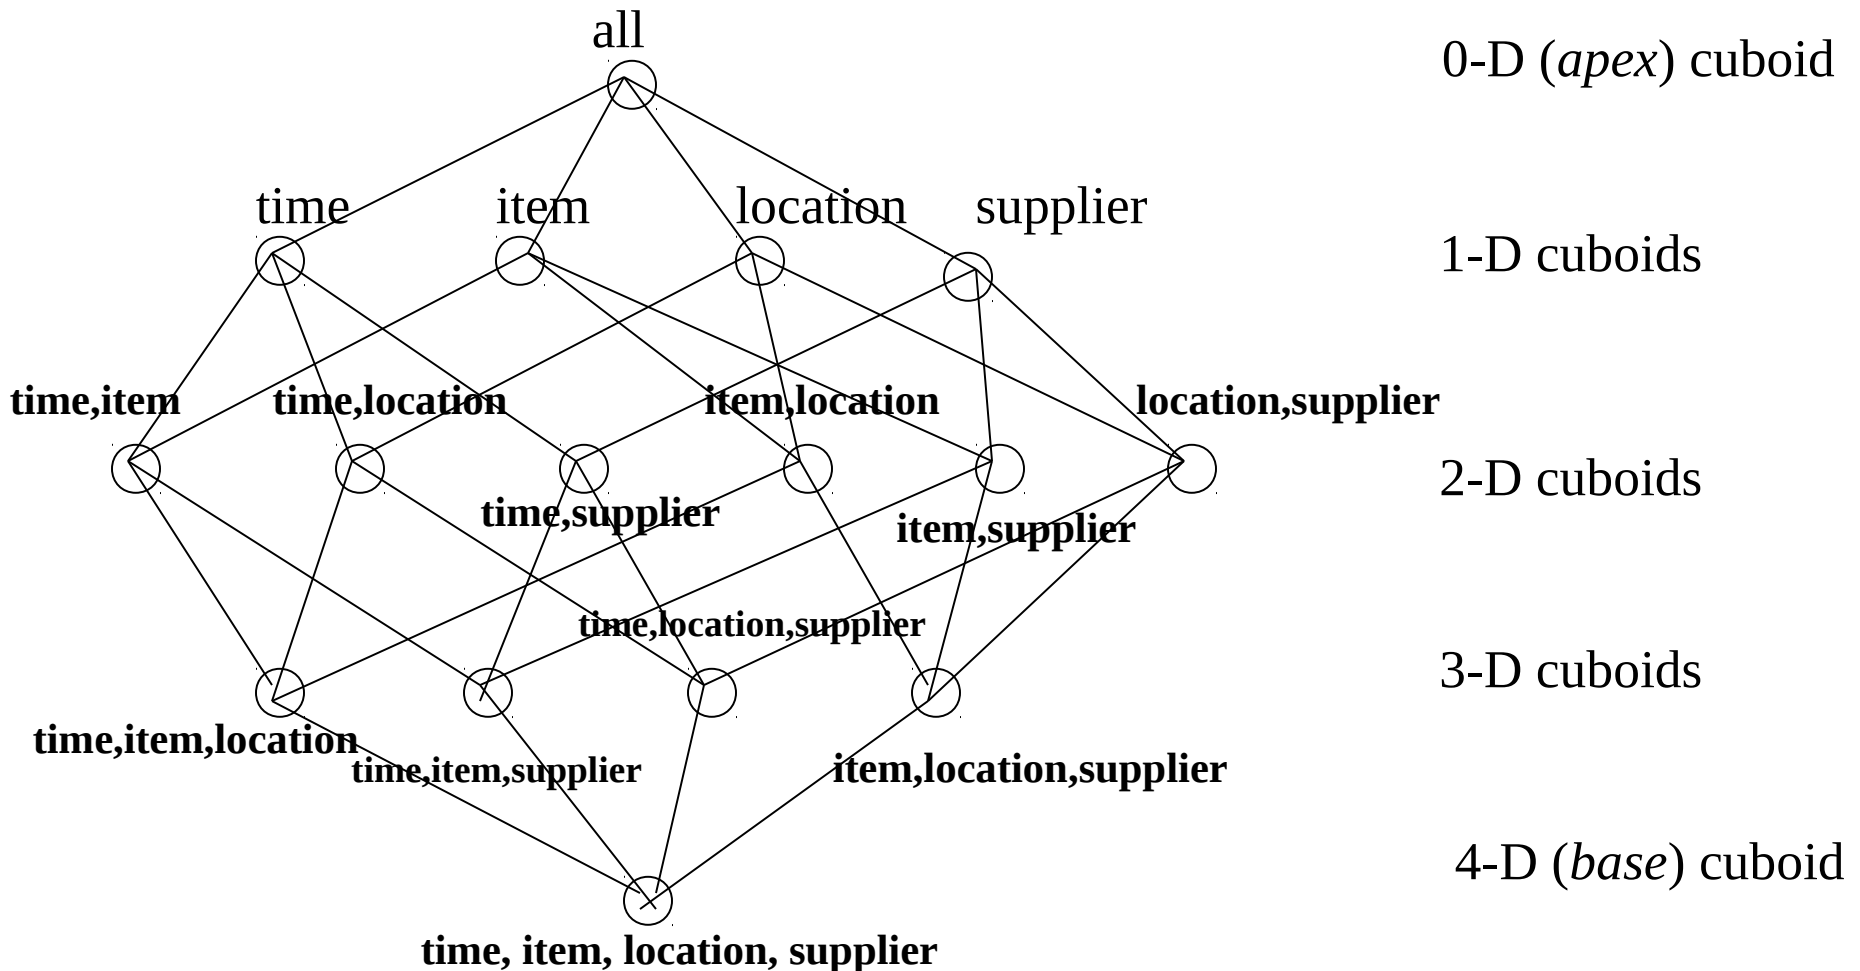 all
0-D (apex) cuboid
time
item
location
supplier
1-D cuboids
time,item
time,location
item,location
location,supplier
2-D cuboids
time,supplier
item,supplier
time,location,supplier
3-D cuboids
time,item,location
time,item,supplier
item,location,supplier
4-D (base) cuboid
time, item, location, supplier